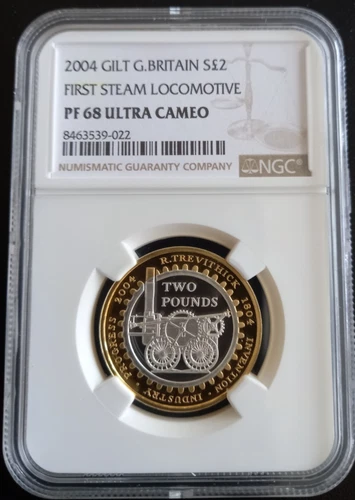 2004 GILT G.BRITAIN S£2
FIRST STEAM LOCOMOTIVE
PF 68 ULTRA CAMEO
8463539-022
NUMISMATIC GUARANTY COMPANY
NGC
R.TREVITHICK 1804 INVENTION · INDUSTRY · PROGRESS 2004
TWO
POUNDS